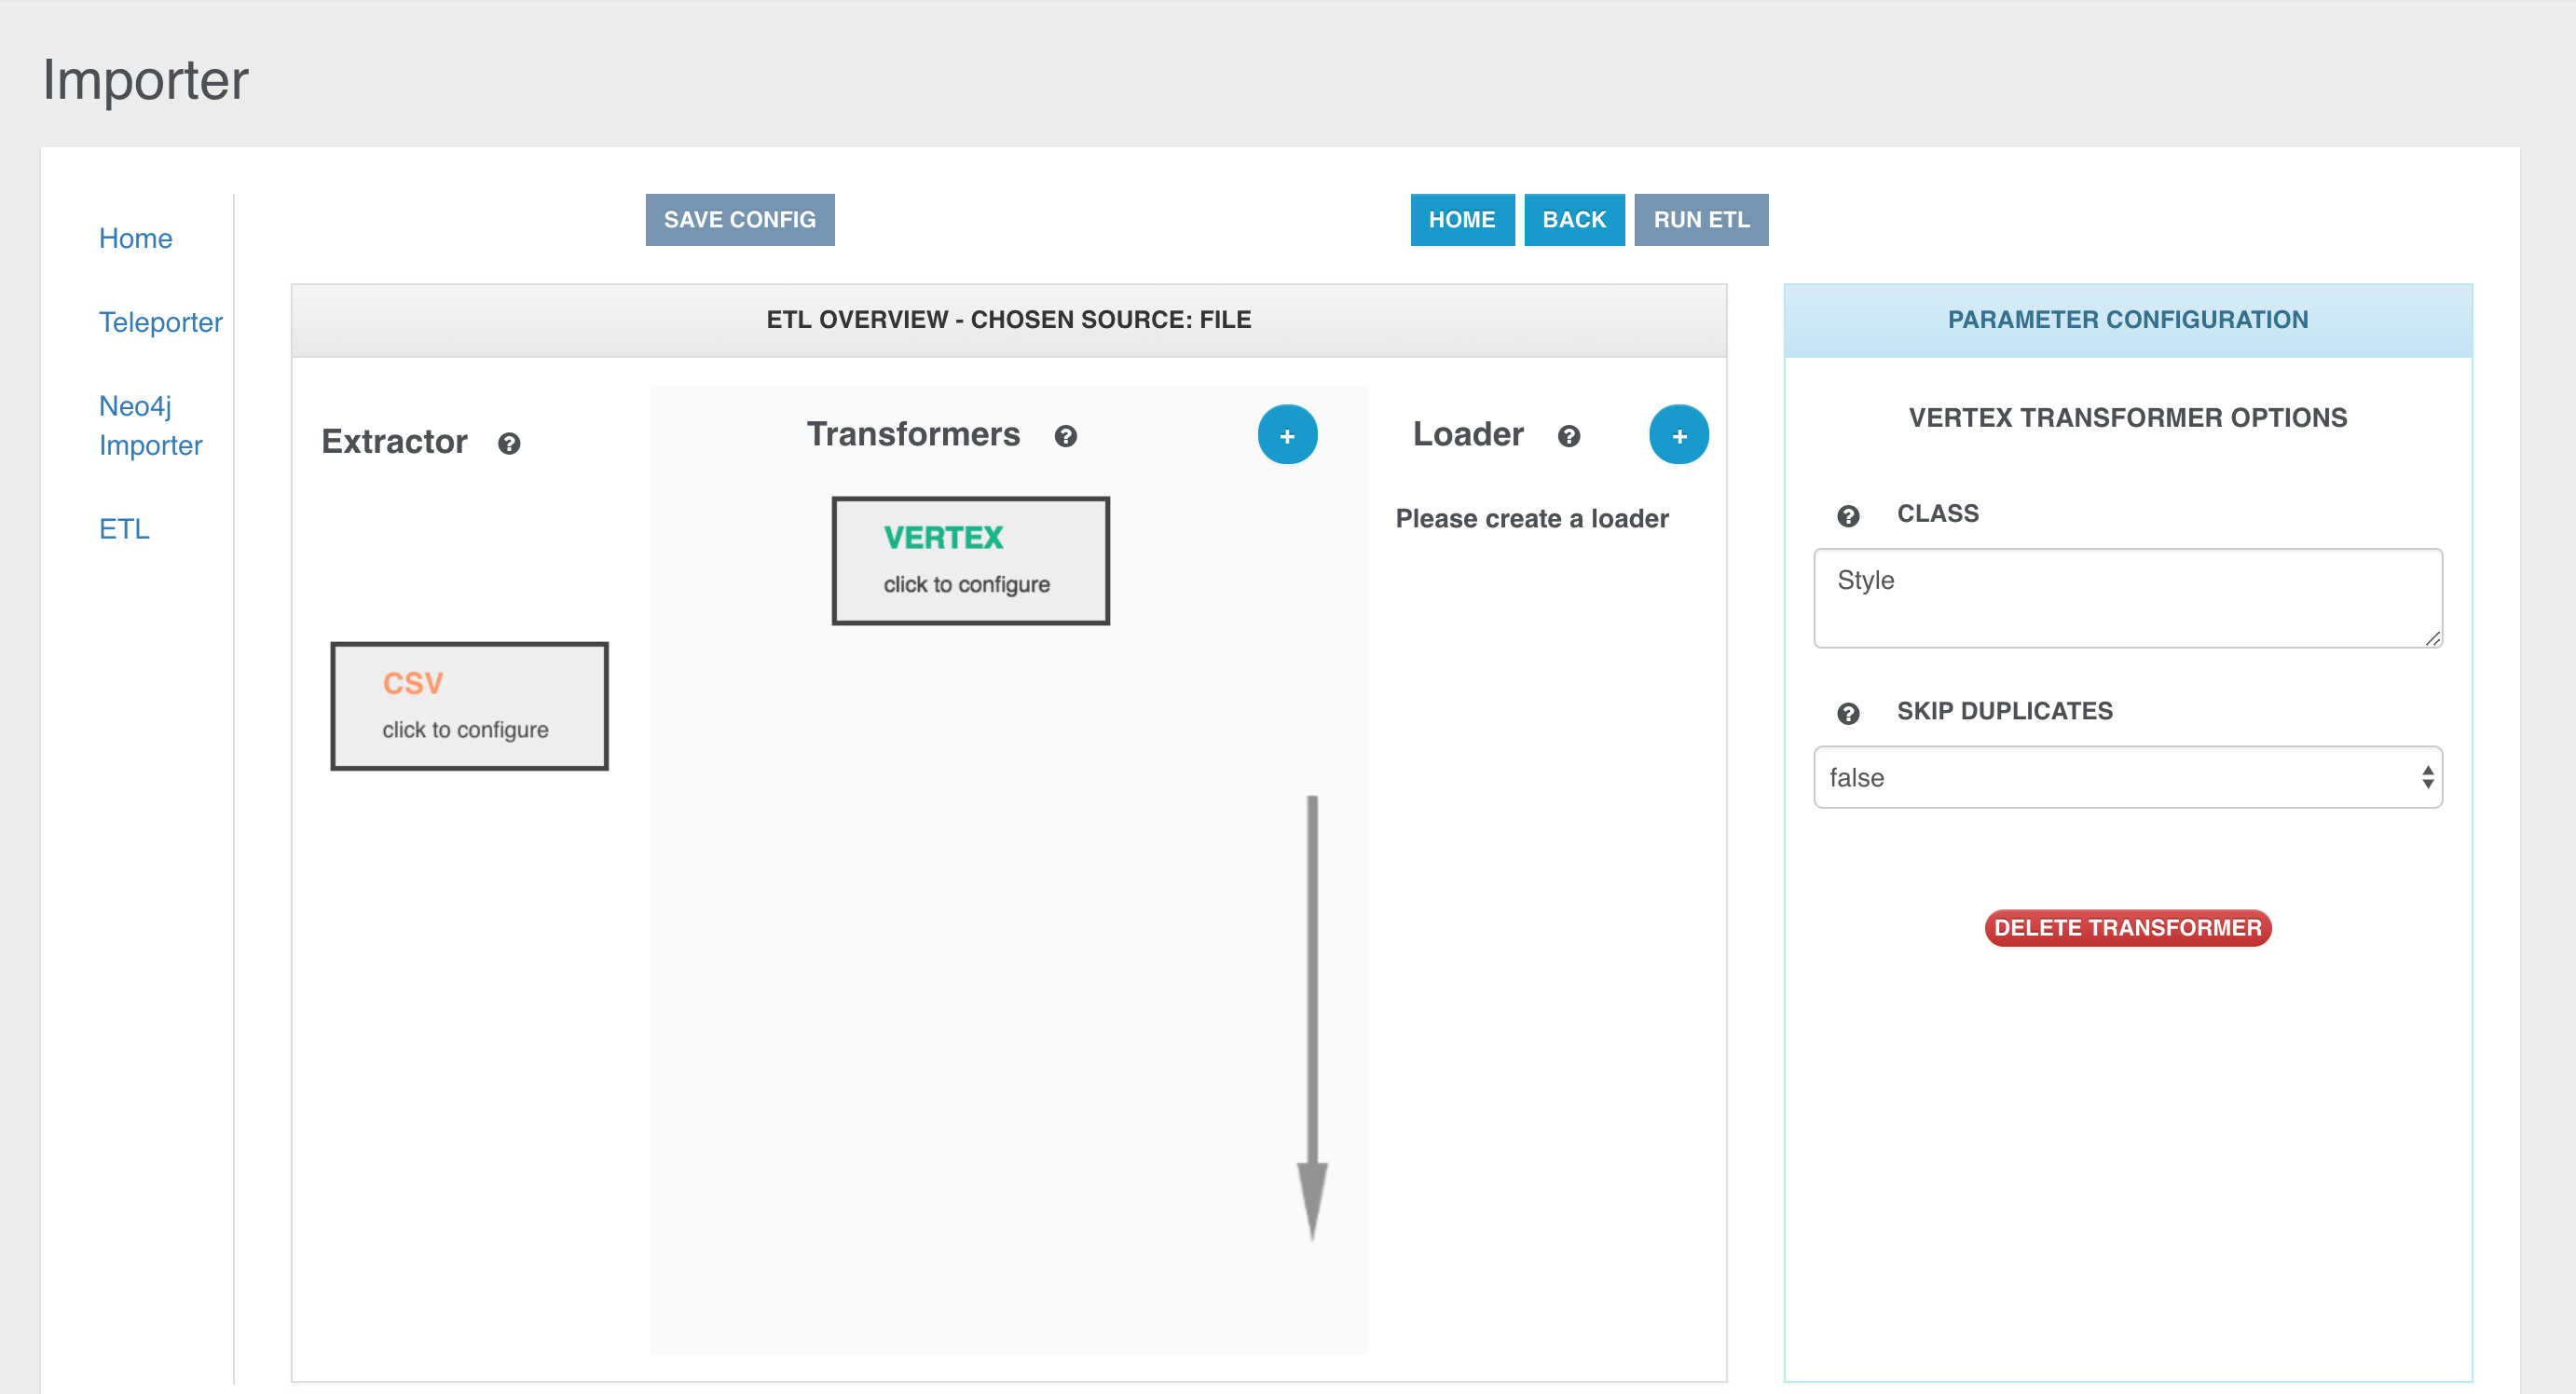 Importer
Home
Teleporter
Neo4j
Importer
ETL
SAVE CONFIG
HOME
BACK
RUN ETL
ETL OVERVIEW - CHOSEN SOURCE: FILE
Extractor ?
CSV
click to configure
Transformers ?
+
VERTEX
click to configure
Loader ?
+
Please create a loader
PARAMETER CONFIGURATION
VERTEX TRANSFORMER OPTIONS
? CLASS
Style
? SKIP DUPLICATES
false
DELETE TRANSFORMER